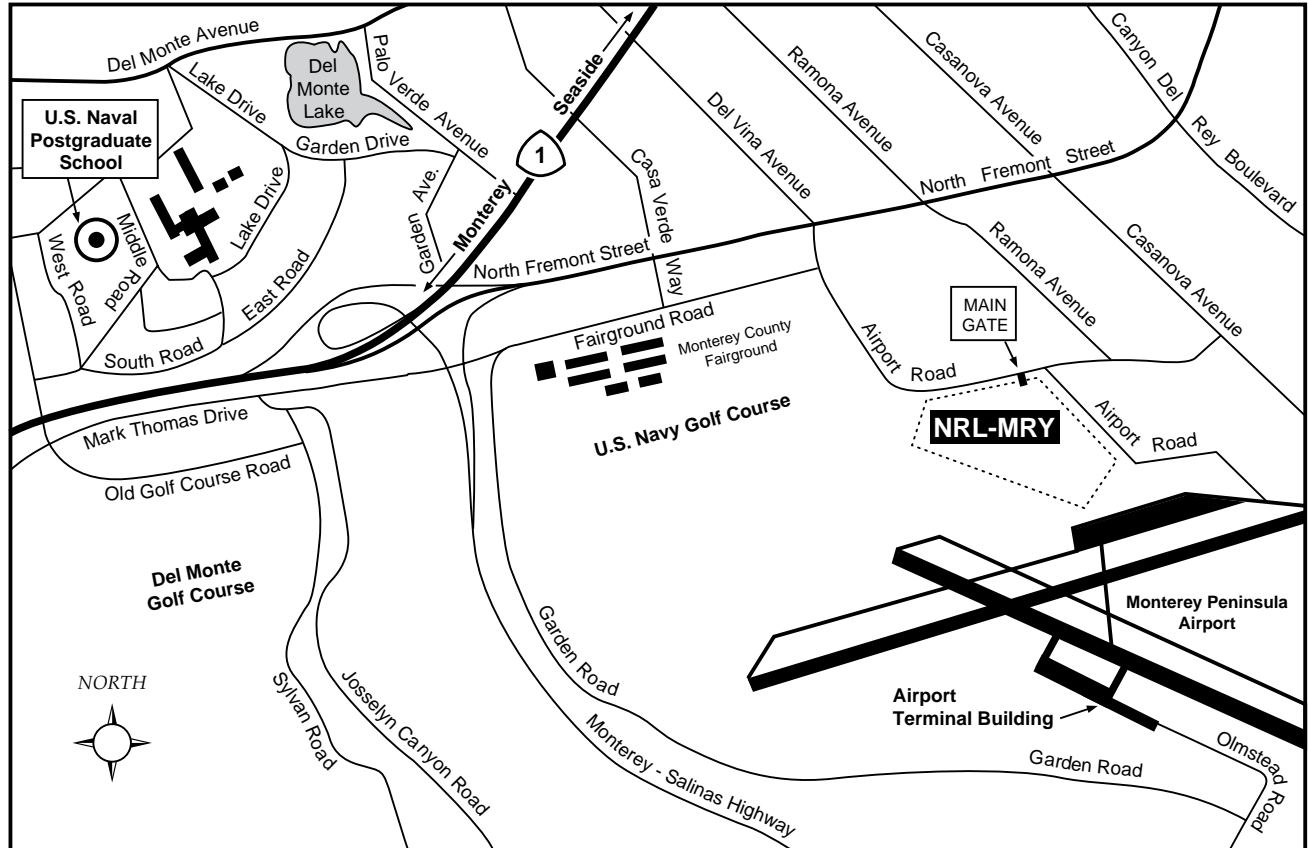 Del Monte Avenue
Lake Drive
Del
Monte
Lake
Palo Verde Avenue
Seaside
1
Monterey
Del Vina Avenue
Ramona Avenue
Casanova Avenue
Canyon Del
Rey Boulevard
U.S. Naval
Postgraduate
School
Garden Drive
Garden Ave.
Casa Verde Way
North Fremont Street
Middle Road
West Road
Lake Drive
East Road
South Road
North Fremont Street
Ramona Avenue
Casanova Avenue
MAIN
GATE
Fairground Road
Monterey County
Fairground
Airport Road
U.S. Navy Golf Course
NRL-MRY
Airport Road
Mark Thomas Drive
Old Golf Course Road
Del Monte
Golf Course
Monterey Peninsula
Airport
Garden Road
NORTH
Sylvan Road
Josselyn Canyon Road
Monterey - Salinas Highway
Airport
Terminal Building
Garden Road
Olmstead Road